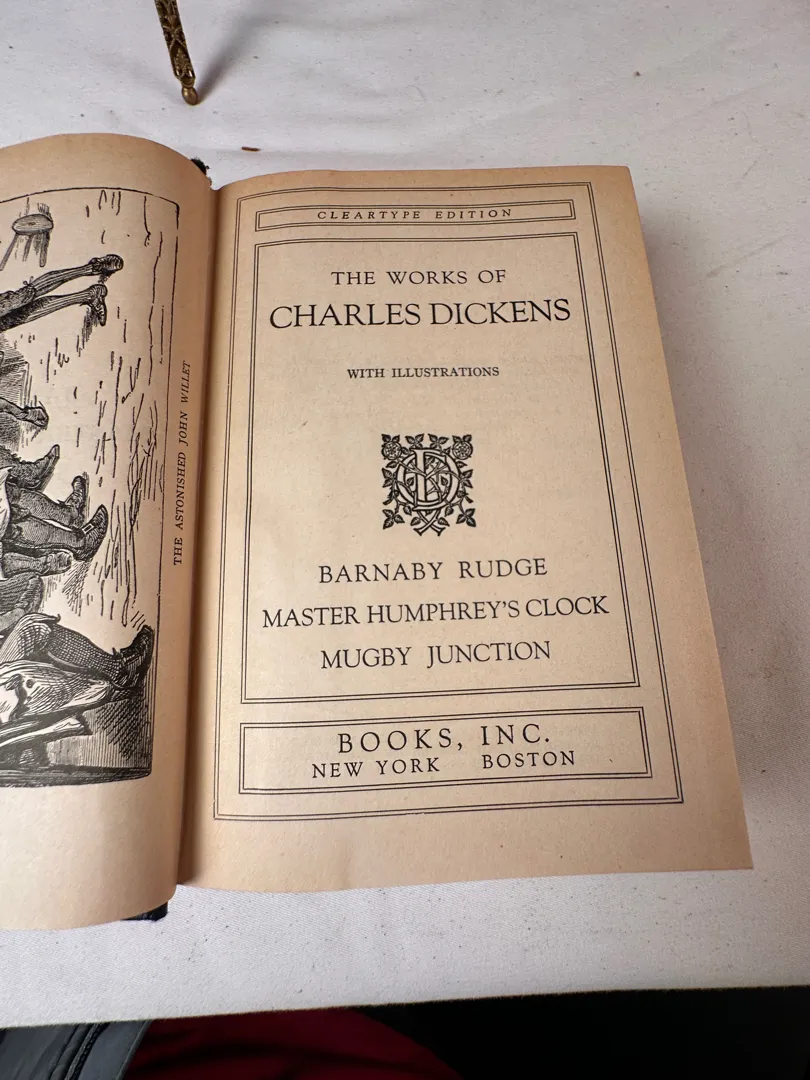 THE ASTONISHED JOHN WILLET
CLEARTYPE EDITION
THE WORKS OF
CHARLES DICKENS
WITH ILLUSTRATIONS
CD
BARNABY RUDGE
MASTER HUMPHREY'S CLOCK
MUGBY JUNCTION
BOOKS, INC.
NEW YORK BOSTON